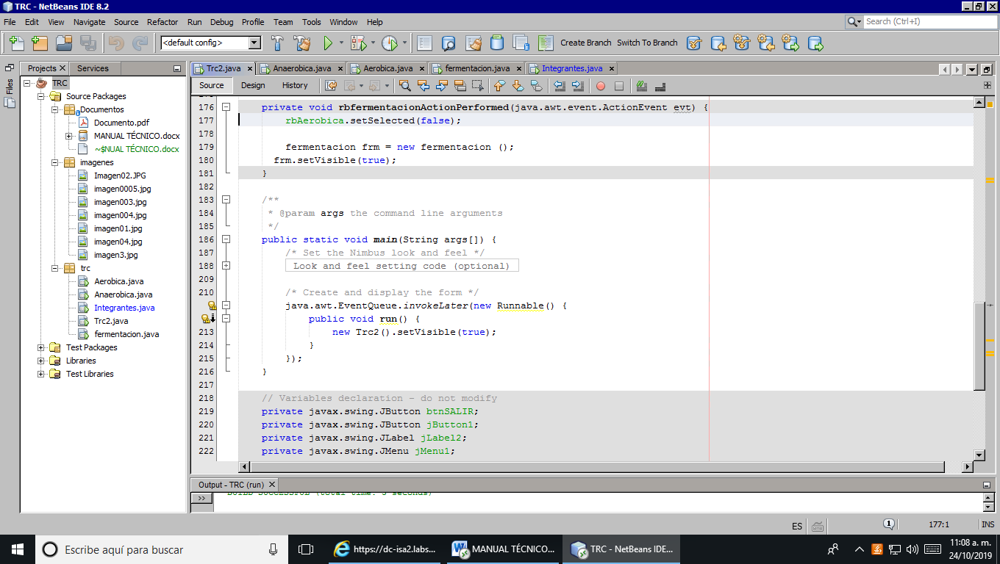 TRC - NetBeans IDE 8.2
File Edit View Navigate Source Refactor Run Debug Profile Team Tools Window Help
Search (Ctrl+I)
<default config>
Create Branch Switch To Branch
Projects Services
Files
TRC
Source Packages
Documentos
Documento.pdf
MANUAL TÉCNICO.docx
~$NUAL TÉCNICO.docx
imagenes
Imagen02.JPG
imagen0005.jpg
imagen003.jpg
imagen004.jpg
imagen01.jpg
imagen04.jpg
imagen3.jpg
trc
Aerobica.java
Anaerobica.java
Integrantes.java
Trc2.java
fermentacion.java
Test Packages
Libraries
Test Libraries
Trc2.java Anaerobica.java Aerobica.java fermentacion.java Integrantes.java
Source Design History
176 private void rbfermentacionActionPerformed(java.awt.event.ActionEvent evt) {
177 rbAerobica.setSelected(false);
178
179 fermentacion frm = new fermentacion ();
180 frm.setVisible(true);
181 }
182
183 /**
184 * @param args the command line arguments
185 */
186 public static void main(String args[]) {
187 /* Set the Nimbus look and feel */
188 Look and feel setting code (optional)
209
210 /* Create and display the form */
java.awt.EventQueue.invokeLater(new Runnable() {
public void run() {
213 new Trc2().setVisible(true);
214 }
215 });
216 }
217
218 // Variables declaration - do not modify
219 private javax.swing.JButton btnSALIR;
220 private javax.swing.JButton jButton1;
221 private javax.swing.JLabel jLabel2;
222 private javax.swing.JMenu jMenu1;
Output - TRC (run)
>> BUILD SUCCESSFUL (total time: 5 seconds)
ES 1 177:1 INS
Escribe aquí para buscar
https://dc-isa2.labs...
MANUAL TÉCNICO...
TRC - NetBeans IDE...
11:08 a. m.
24/10/2019